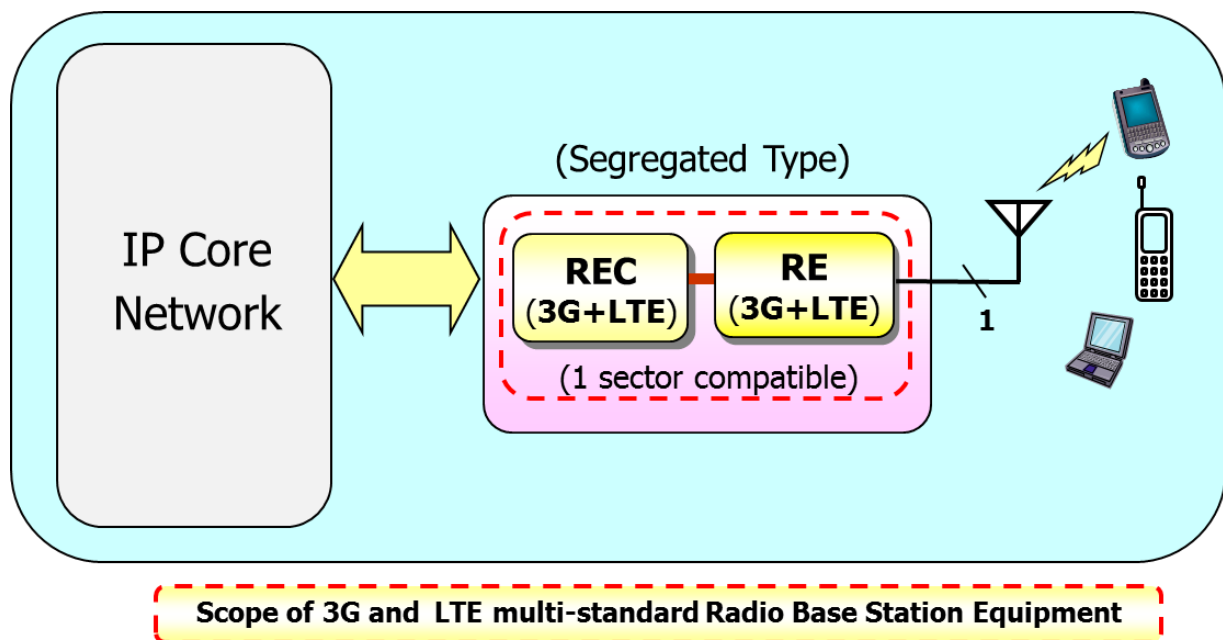 IP Core
Network
(Segregated Type)
REC
(3G+LTE)
RE
(3G+LTE)
(1 sector compatible)
1
Scope of 3G and LTE multi-standard Radio Base Station Equipment